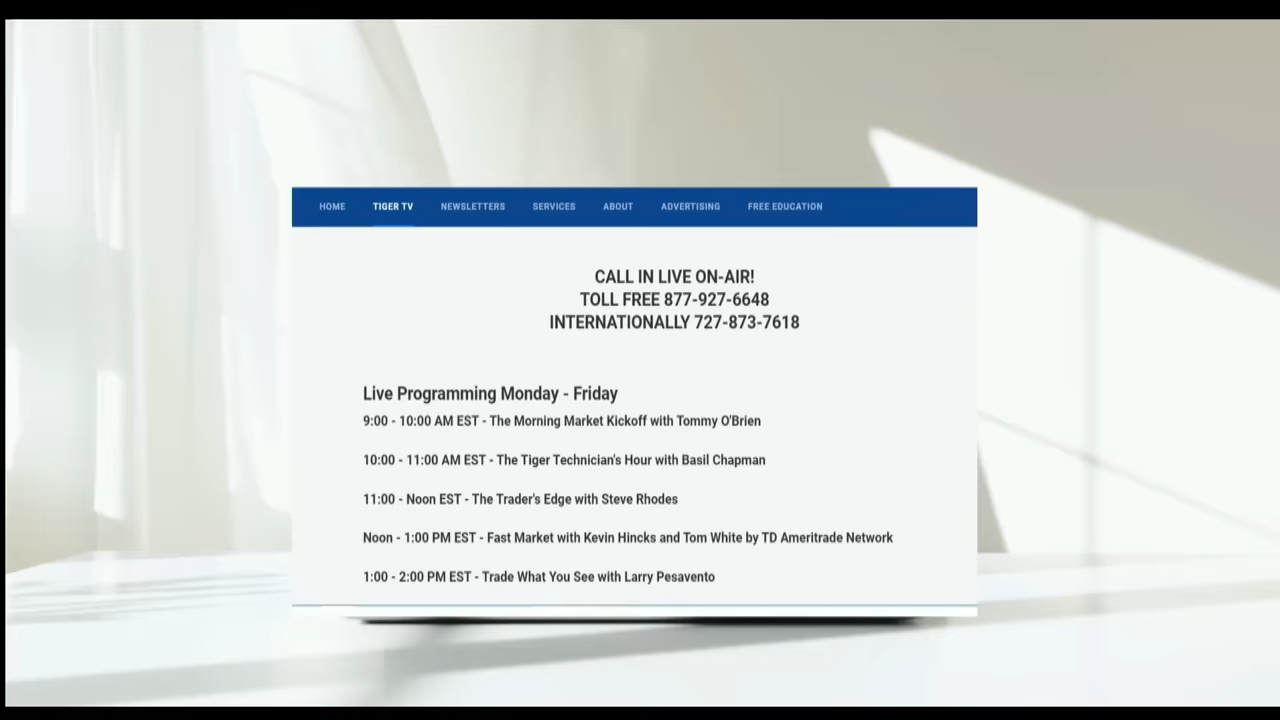 HOME TIGER TV NEWSLETTERS SERVICES ABOUT ADVERTISING FREE EDUCATION
CALL IN LIVE ON-AIR!
TOLL FREE 877-927-6648
INTERNATIONALLY 727-873-7618
Live Programming Monday - Friday
9:00 - 10:00 AM EST - The Morning Market Kickoff with Tommy O'Brien
10:00 - 11:00 AM EST - The Tiger Technician's Hour with Basil Chapman
11:00 - Noon EST - The Trader's Edge with Steve Rhodes
Noon - 1:00 PM EST - Fast Market with Kevin Hincks and Tom White by TD Ameritrade Network
1:00 - 2:00 PM EST - Trade What You See with Larry Pesavento